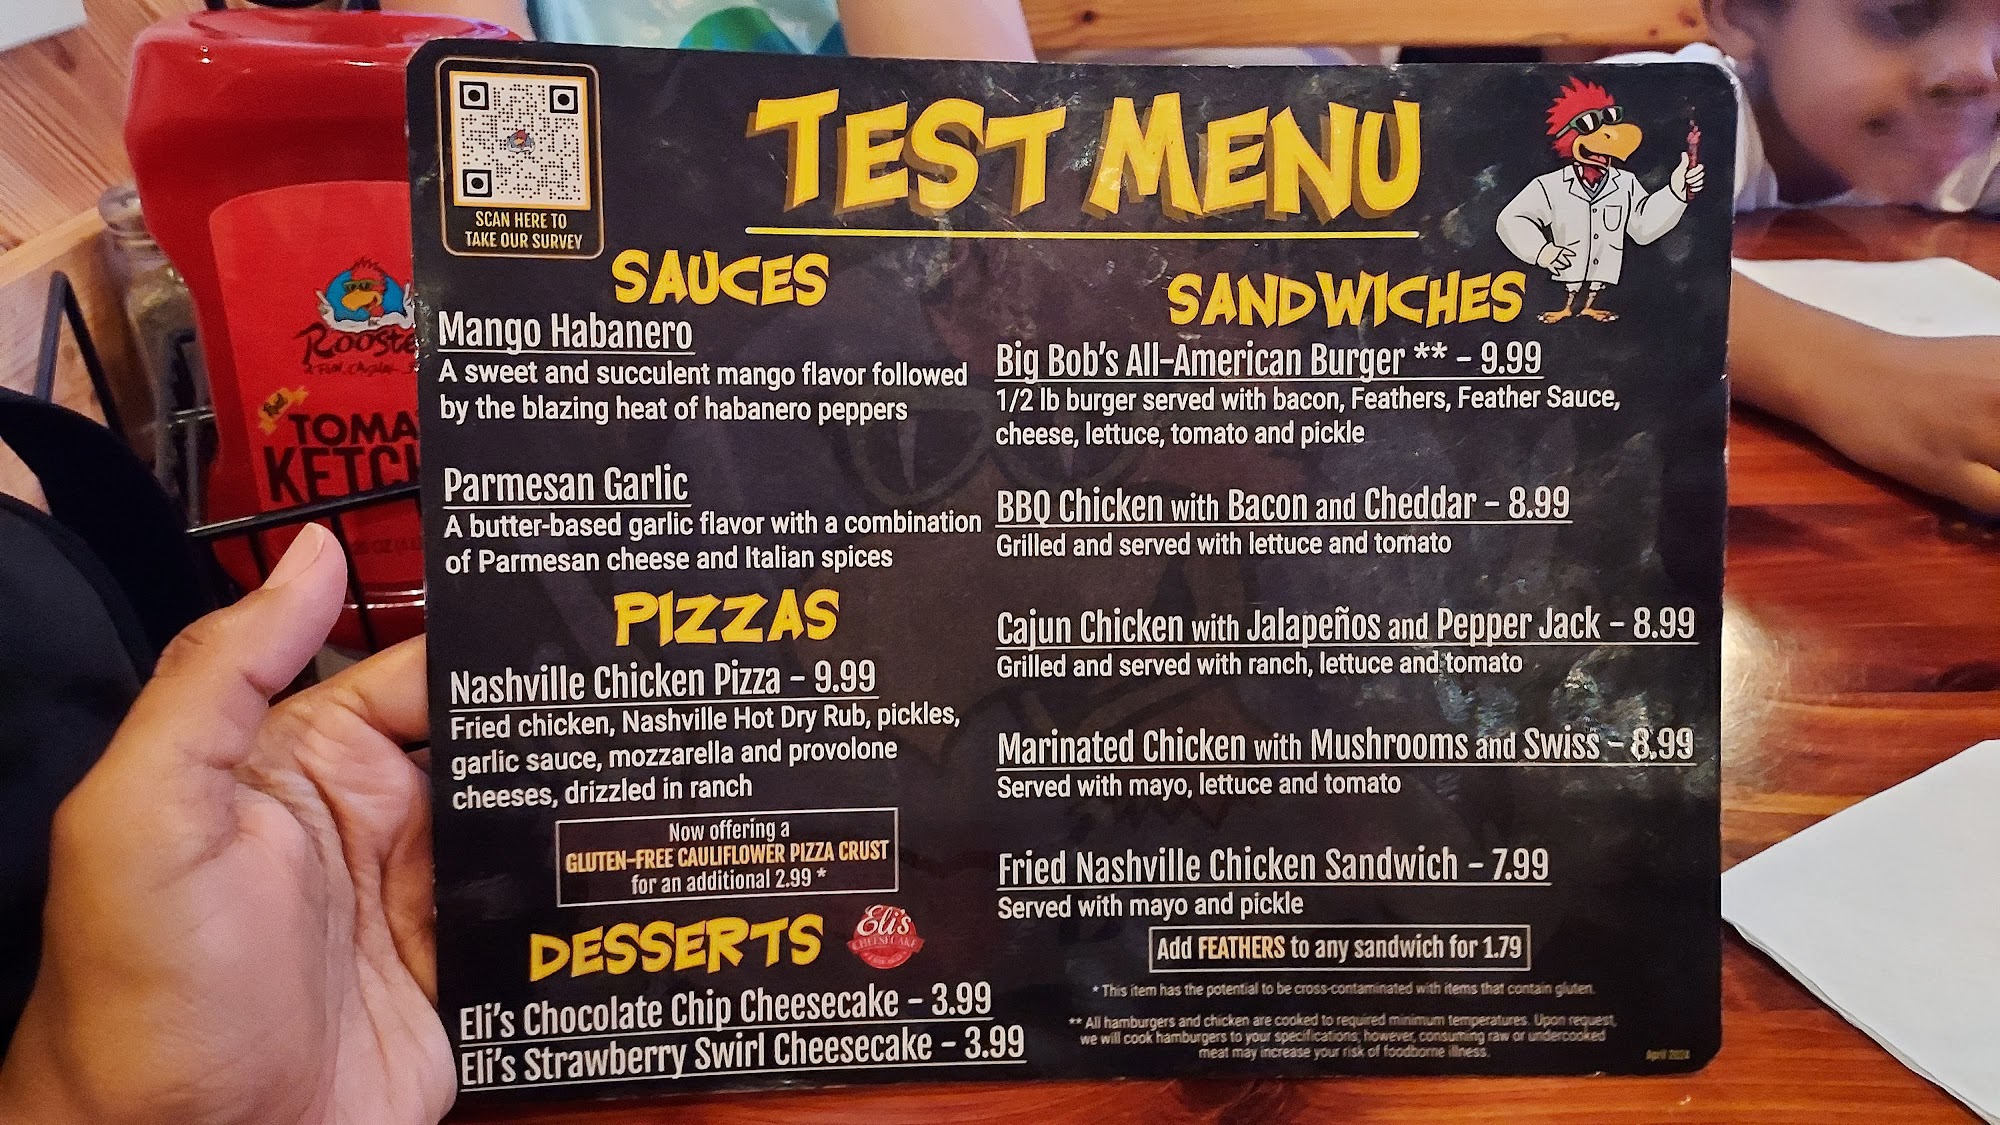 SCAN HERE TO
TAKE OUR SURVEY
TEST MENU
SAUCES
Mango Habanero
A sweet and succulent mango flavor followed
by the blazing heat of habanero peppers
Parmesan Garlic
A butter-based garlic flavor with a combination
of Parmesan cheese and Italian spices
PIZZAS
Nashville Chicken Pizza - 9.99
Fried chicken, Nashville Hot Dry Rub, pickles,
garlic sauce, mozzarella and provolone
cheeses, drizzled in ranch
Now offering a
GLUTEN-FREE CAULIFLOWER PIZZA CRUST
for an additional 2.99 *
DESSERTS
Eli's
CHEESECAKE
Eli's Chocolate Chip Cheesecake - 3.99
Eli's Strawberry Swirl Cheesecake - 3.99
SANDWICHES
Big Bob's All-American Burger ** - 9.99
1/2 lb burger served with bacon, Feathers, Feather Sauce,
cheese, lettuce, tomato and pickle
BBQ Chicken with Bacon and Cheddar - 8.99
Grilled and served with lettuce and tomato
Cajun Chicken with Jalapeños and Pepper Jack - 8.99
Grilled and served with ranch, lettuce and tomato
Marinated Chicken with Mushrooms and Swiss - 8.99
Served with mayo, lettuce and tomato
Fried Nashville Chicken Sandwich - 7.99
Served with mayo and pickle
Add FEATHERS to any sandwich for 1.79
* This item has the potential to be cross-contaminated with items that contain gluten.
** All hamburgers and chicken are cooked to required minimum temperatures. Upon request,
we will cook hamburgers to your specifications; however, consuming raw or undercooked
meat may increase your risk of foodborne illness.
April 2024
Rooste
TOMA
KETCH